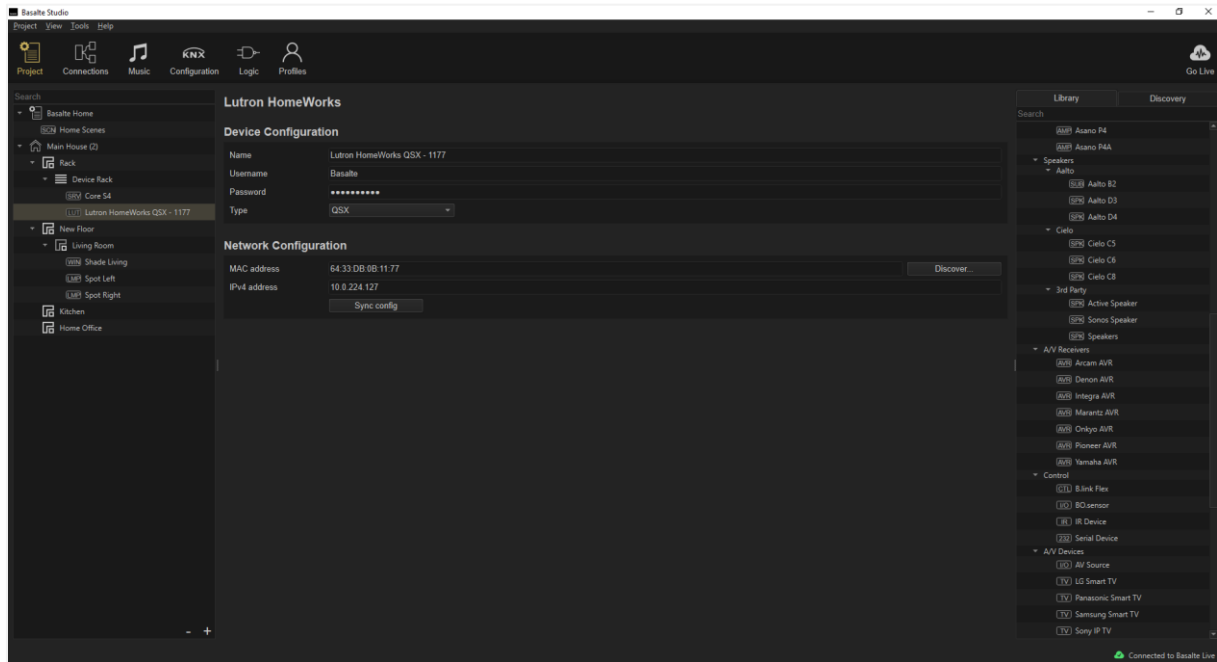 Basalte Studio
Project View Tools Help
Project
Connections
Music
KNX
Configuration
Logic
Profiles
Go Live
Search
Basalte Home
SCN Home Scenes
Main House (2)
Rack
Device Rack
SRV Core S4
LUT Lutron HomeWorks QSX - 1177
New Floor
Living Room
WIN Shade Living
LMP Spot Left
LMP Spot Right
Kitchen
Home Office
- +
Lutron HomeWorks
Device Configuration
Name Lutron HomeWorks QSX - 1177
Username Basalte
Password ••••••••••
Type QSX
Network Configuration
MAC address 64:33:DB:0B:11:77 Discover...
IPv4 address 10.0.224.127
Sync config
Library Discovery
Search
AMP Asano P4
AMP Asano P4A
Speakers
Aalto
SUB Aalto B2
SPK Aalto D3
SPK Aalto D4
Cielo
SPK Cielo C5
SPK Cielo C6
SPK Cielo C8
3rd Party
SPK Active Speaker
SPK Sonos Speaker
SPK Speakers
A/V Receivers
AVR Arcam AVR
AVR Denon AVR
AVR Integra AVR
AVR Marantz AVR
AVR Onkyo AVR
AVR Pioneer AVR
AVR Yamaha AVR
Control
CTL B.link Flex
I/O BO.sensor
IR IR Device
232 Serial Device
A/V Devices
I/O AV Source
TV LG Smart TV
TV Panasonic Smart TV
TV Samsung Smart TV
TV Sony IP TV
Connected to Basalte Live